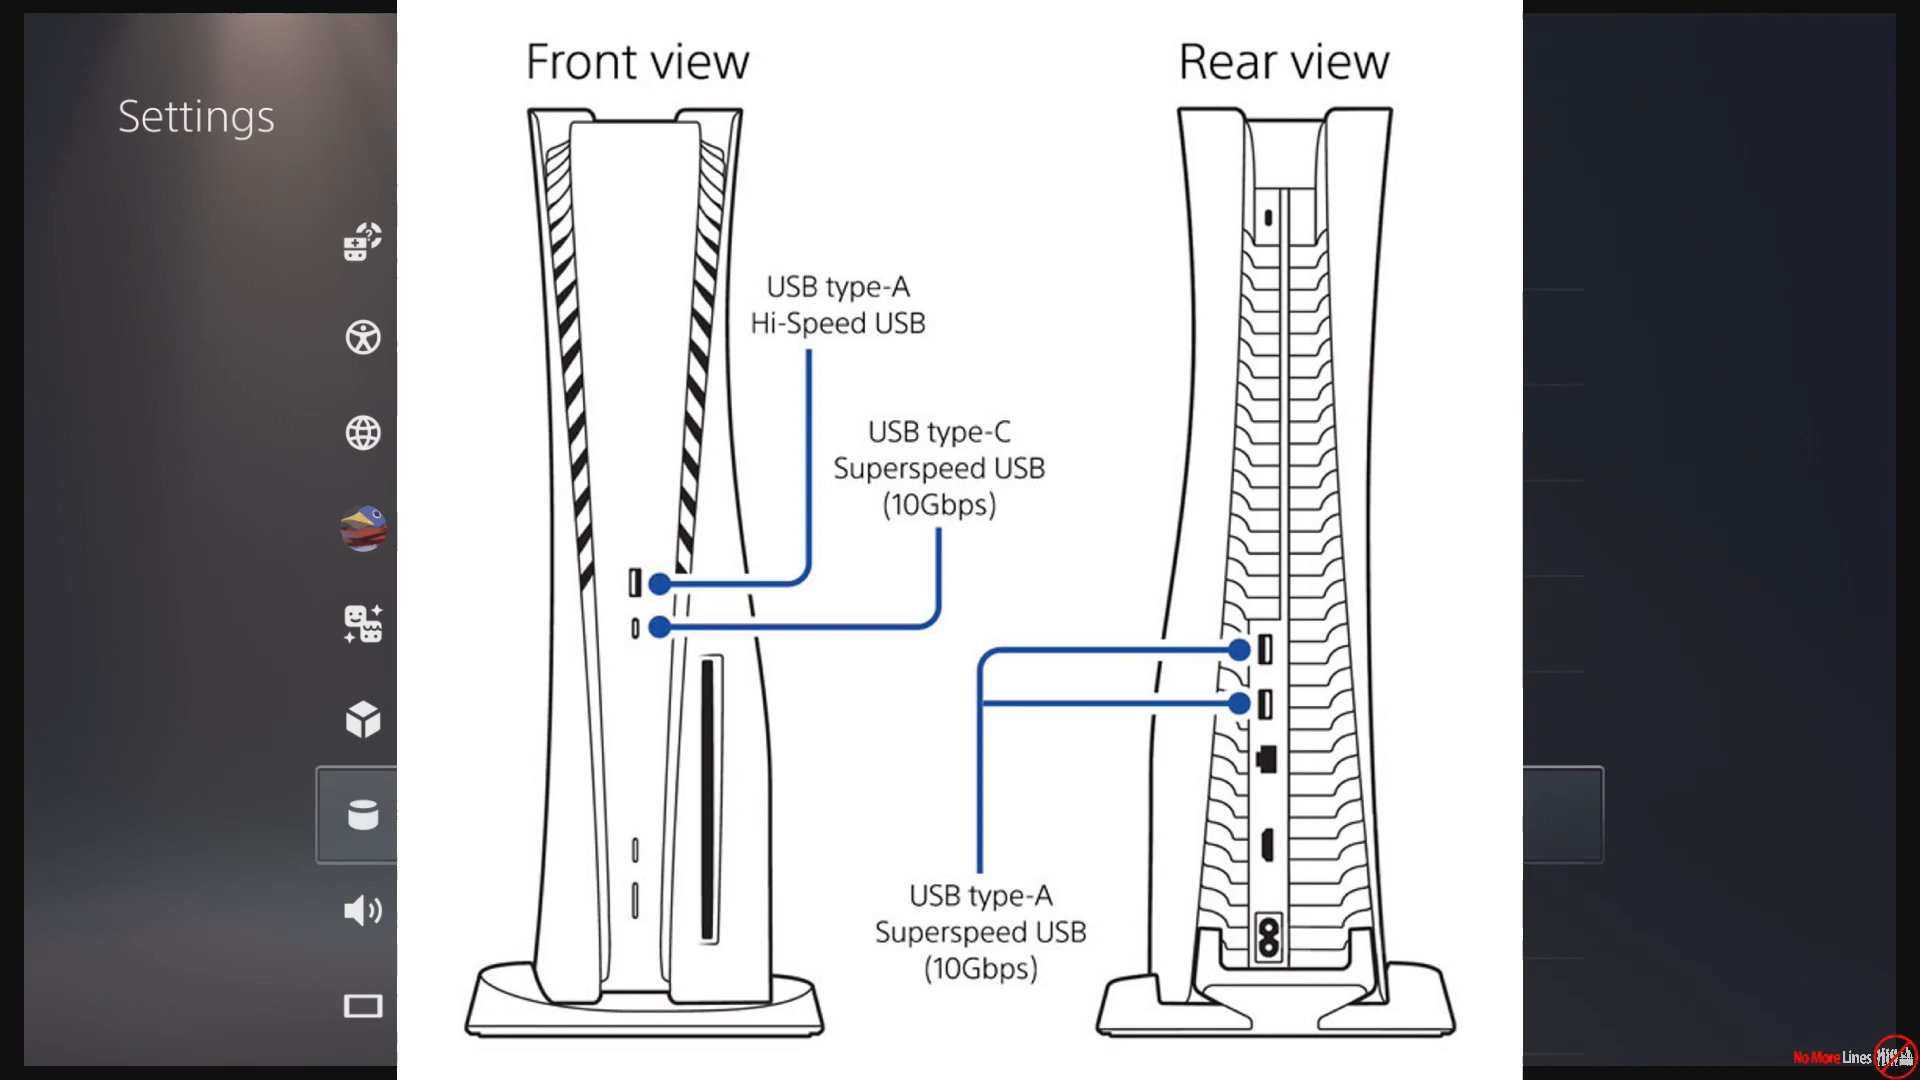 Settings
Front view
Rear view
USB type-A
Hi-Speed USB
USB type-C
Superspeed USB
(10Gbps)
USB type-A
Superspeed USB
(10Gbps)
No More Lines